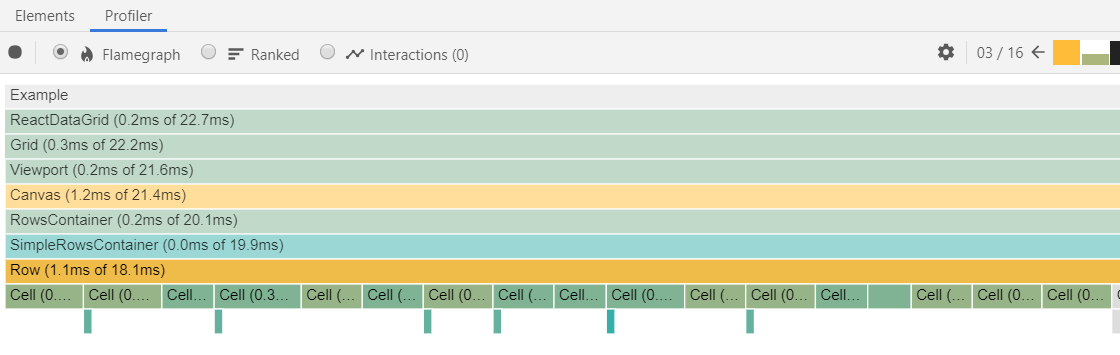 Elements Profiler
Flamegraph Ranked Interactions (0) 03 / 16
Example
ReactDataGrid (0.2ms of 22.7ms)
Grid (0.3ms of 22.2ms)
Viewport (0.2ms of 21.6ms)
Canvas (1.2ms of 21.4ms)
RowsContainer (0.2ms of 20.1ms)
SimpleRowsContainer (0.0ms of 19.9ms)
Row (1.1ms of 18.1ms)
Cell (0.... Cell (0.... Cell... Cell (0.3... Cell (... Cell (... Cell (0... Cell (... Cell... Cell (0.... Cell (... Cell (0... Cell... Cell (... Cell (0... Cell (0...